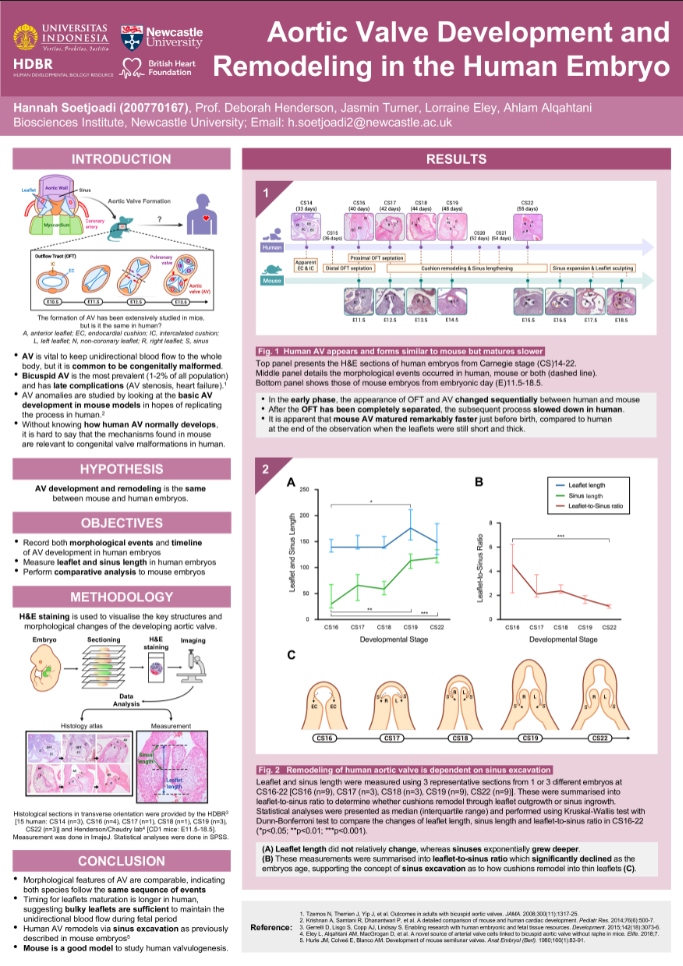 UNIVERSITAS
INDONESIA
Veritas, Probitas, Justitia
Newcastle
University
HDBR
HUMAN DEVELOPMENTAL BIOLOGY RESOURCE
British Heart
Foundation
Aortic Valve Development and
Remodeling in the Human Embryo
Hannah Soetjoadi (200770167), Prof. Deborah Henderson, Jasmin Turner, Lorraine Eley, Ahlam Alqahtani
Biosciences Institute, Newcastle University; Email: h.soetjoadi2@newcastle.ac.uk
INTRODUCTION
Leaflet
Aortic Wall
Sinus
Coronary
artery
Myocardium
Aortic Valve Formation
?
Outflow Tract (OFT)
IC
EC
Pulmonary
valve
Aortic
valve (AV)
E10.5
E11.5
E12.5
E13.5
The formation of AV has been extensively studied in mice,
but is it the same in human?
A, anterior leaflet; EC, endocardial cushion; IC, intercalated cushion;
L, left leaflet; N, non-coronary leaflet; R, right leaflet; S, sinus
• AV is vital to keep unidirectional blood flow to the whole
body, but it is common to be congenitally malformed.
• Bicuspid AV is the most prevalent (1-2% of all population)
and has late complications (AV stenosis, heart failure).1
• AV anomalies are studied by looking at the basic AV
development in mouse models in hopes of replicating
the process in human.2
• Without knowing how human AV normally develops,
it is hard to say that the mechanisms found in mouse
are relevant to congenital valve malformations in human.
HYPOTHESIS
AV development and remodeling is the same
between mouse and human embryos.
OBJECTIVES
• Record both morphological events and timeline
of AV development in human embryos
• Measure leaflet and sinus length in human embryos
• Perform comparative analysis to mouse embryos
METHODOLOGY
H&E staining is used to visualise the key structures and
morphological changes of the developing aortic valve.
Embryo
Sectioning
H&E
staining
Imaging
Data
Analysis
Histology atlas
Measurement
Sinus
length
Leaflet
length
Histological sections in transverse orientation were provided by the HDBR3
[15 human: CS14 (n=3), CS16 (n=4), CS17 (n=1), CS18 (n=1), CS19 (n=3),
CS22 (n=3)] and Henderson/Chaudry lab4 [CD1 mice: E11.5-18.5].
Measurement was done in ImajeJ. Statistical analyses were done in SPSS.
CONCLUSION
• Morphological features of AV are comparable, indicating
both species follow the same sequence of events
• Timing for leaflets maturation is longer in human,
suggesting bulky leaflets are sufficient to maintain the
unidirectional blood flow during fetal period
• Human AV remodels via sinus excavation as previously
described in mouse embryos5
• Mouse is a good model to study human valvulogenesis.
RESULTS
1
CS14
(33 days)
CS15
(36 days)
CS16
(40 days)
CS17
(42 days)
CS18
(44 days)
CS19
(48 days)
CS20
(51 days)
CS21
(54 days)
CS22
(55 days)
Human
Apparent
EC & IC
Distal OFT septation
Proximal OFT septation
Cushion remodeling & Sinus lengthening
Sinus expansion & Leaflet sculpting
Mouse
E11.5
E12.5
E13.5
E14.5
E15.5
E16.5
E17.5
E18.5
Fig. 1 Human AV appears and forms similar to mouse but matures slower
Top panel presents the H&E sections of human embryos from Carnegie stage (CS)14-22.
Middle panel details the morphological events occurred in human, mouse or both (dashed line).
Bottom panel shows those of mouse embryos from embryonic day (E)11.5-18.5.
• In the early phase, the appearance of OFT and AV changed sequentially between human and mouse
• After the OFT has been completely separated, the subsequent process slowed down in human.
• It is apparent that mouse AV matured remarkably faster just before birth, compared to human
at the end of the observation when the leaflets were still short and thick.
2
A
Leaflet and Sinus Length
250
200
150
100
50
0
*
**
***
CS16
CS17
CS18
CS19
CS22
Developmental Stage
B
Leaflet length
Sinus length
Leaflet-to-Sinus ratio
Leaflet-to-Sinus Ratio
8
6
4
2
0
***
CS16
CS17
CS18
CS19
CS22
Developmental Stage
C
EC
EC
S
R
L
S
S
R
L
S
S
R
L
S
S
R
L
S
CS16
CS17
CS18
CS19
CS22
Fig. 2 Remodeling of human aortic valve is dependent on sinus excavation
Leaflet and sinus length were measured using 3 representative sections from 1 or 3 different embryos at
CS16-22 [CS16 (n=9), CS17 (n=3), CS18 (n=3), CS19 (n=9), CS22 (n=9)]. These were summarised into
leaflet-to-sinus ratio to determine whether cushions remodel through leaflet outgrowth or sinus ingrowth.
Statistical analyses were presented as median (interquartile range) and performed using Kruskal-Wallis test with
Dunn-Bonferroni test to compare the changes of leaflet length, sinus length and leaflet-to-sinus ratio in CS16-22
(*p<0.05; **p<0.01; ***p<0.001).
(A) Leaflet length did not relatively change, whereas sinuses exponentially grew deeper.
(B) These measurements were summarised into leaflet-to-sinus ratio which significantly declined as the
embryos age, supporting the concept of sinus excavation as to how cushions remodel into thin leaflets (C).
Reference:
1. Tzemos N, Therrien J, Yip J, et al. Outcomes in adults with bicuspid aortic valves. JAMA. 2008;300(11):1317-25.
2. Krishnan A, Samtani R, Dhanantwari P, et al. A detailed comparison of mouse and human cardiac development. Pediatr Res. 2014;76(6):500-7.
3. Gerrelli D, Lisgo S, Copp AJ, Lindsay S. Enabling research with human embryonic and fetal tissue resources. Development. 2015;142(18):3073-6.
4. Eley L, Alqahtani AM, MacGrogan D, et al. A novel source of arterial valve cells linked to bicuspid aortic valve without raphe in mice. Elife. 2018;7.
5. Hurle JM, Colveé E, Blanco AM. Development of mouse semilunar valves. Anat Embryol (Berl). 1980;160(1):83-91.